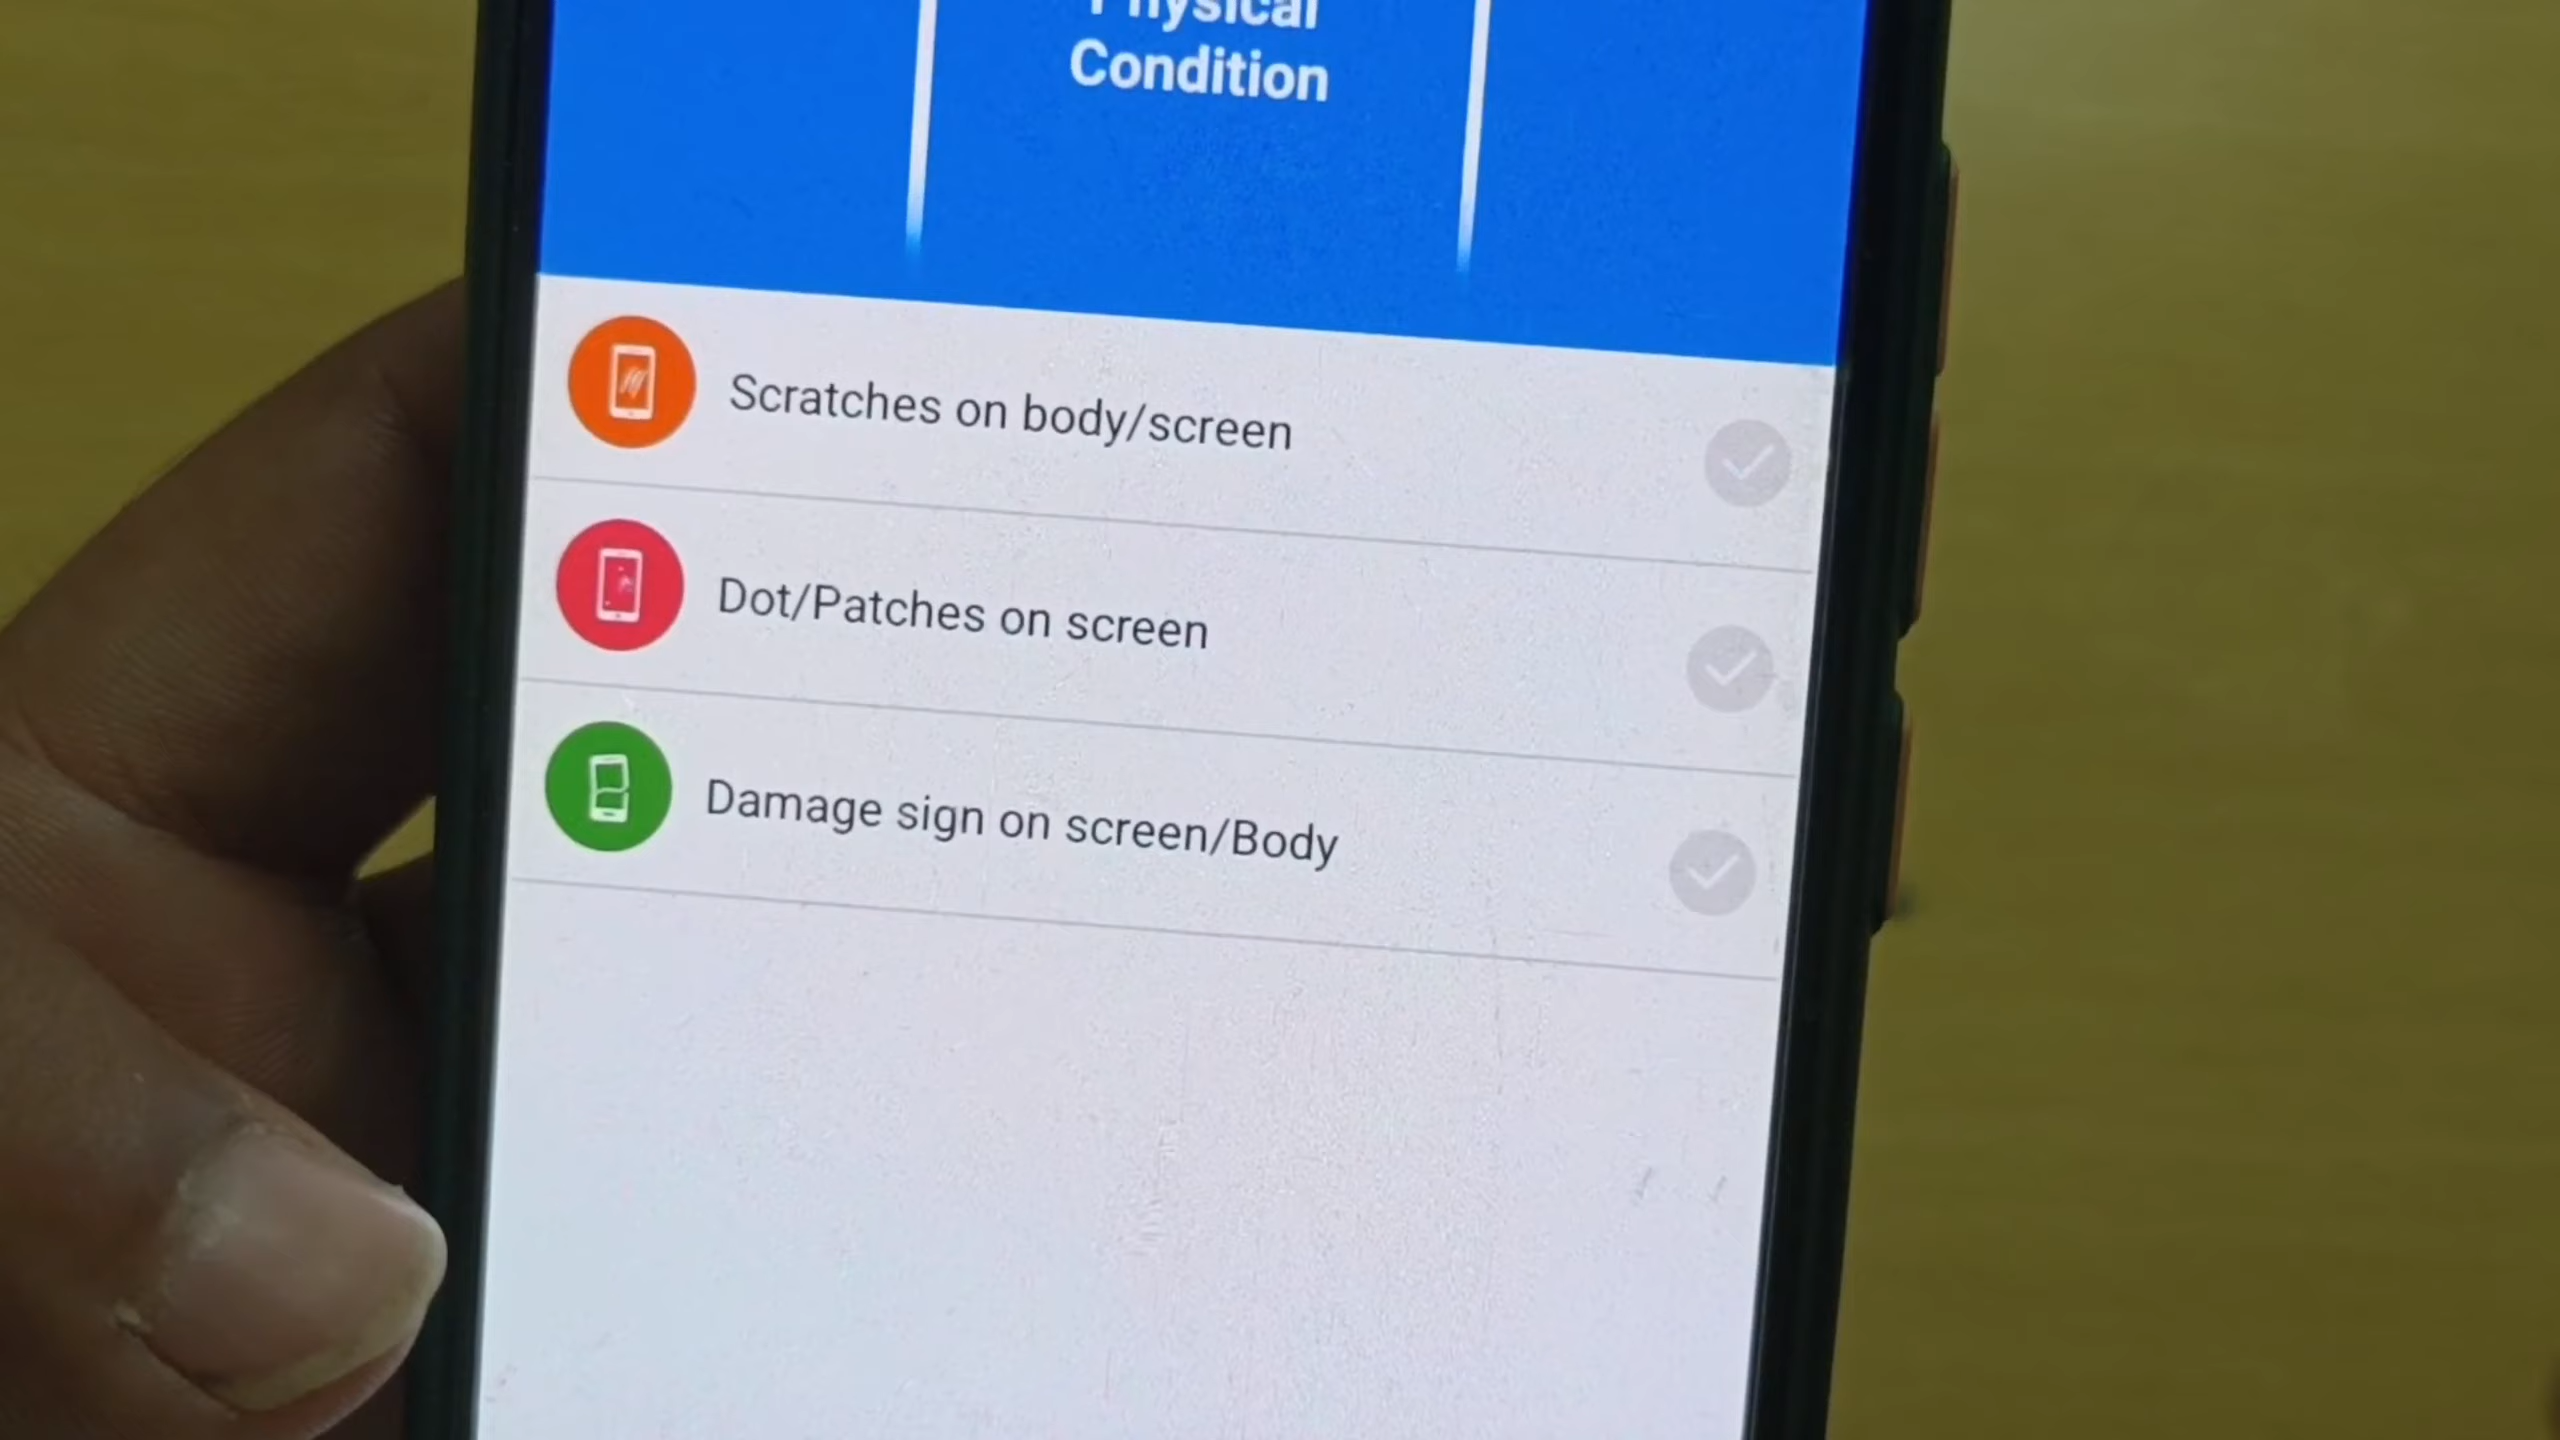 Physical
Condition
Scratches on body/screen
Dot/Patches on screen
Damage sign on screen/Body